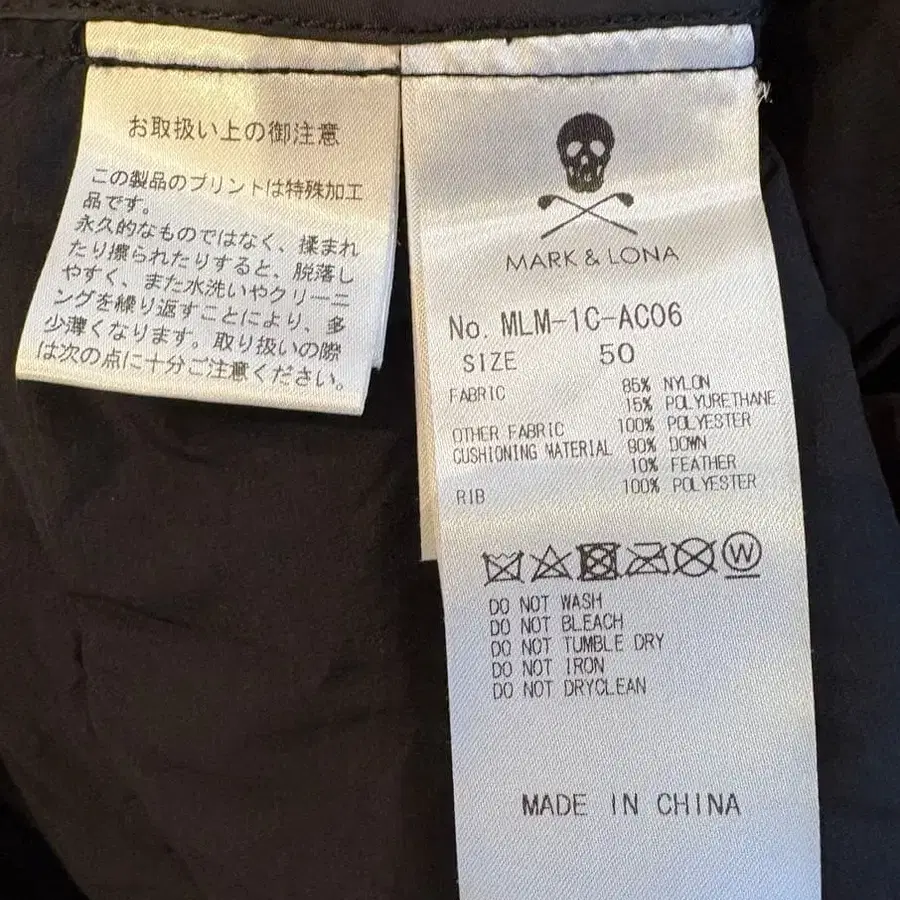 お取扱い上の御注意
この製品のプリントは特殊加工
品です。
永久的なものではなく、揉まれ
たり擦られたりすると、脱落し
やすく、また水洗いやクリーニ
ングを繰り返すことにより、多
少薄くなります。取り扱いの際
は次の点に十分ご注意ください。
MARK & LONA
No. MLM-1C-AC06
SIZE 50
FABRIC 85% NYLON
15% POLYURETHANE
OTHER FABRIC 100% POLYESTER
CUSHIONING MATERIAL 90% DOWN
10% FEATHER
RIB 100% POLYESTER
W
DO NOT WASH
DO NOT BLEACH
DO NOT TUMBLE DRY
DO NOT IRON
DO NOT DRYCLEAN
MADE IN CHINA